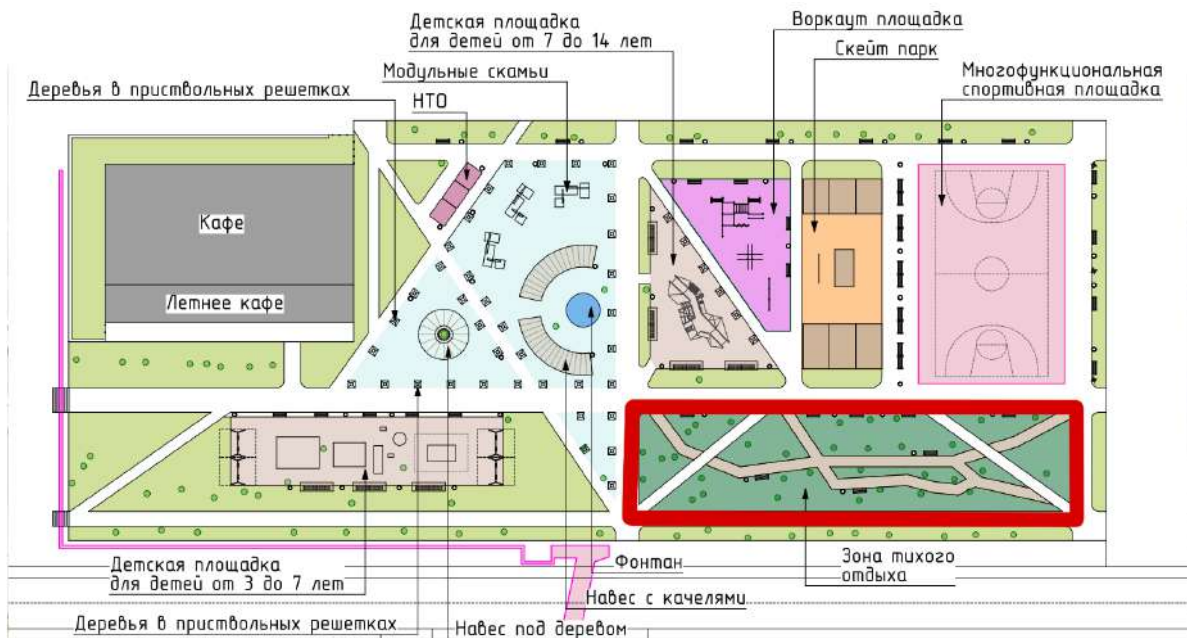 Детская площадка
для детей от 7 до 14 лет
Воркаут площадка
Скейт парк
Многофункциональная
спортивная площадка
Модульные скамьи
Деревья в приствольных решетках
НТО
Кафе
Летнее кафе
Детская площадка
для детей от 3 до 7 лет
Фонтан
Зона тихого
отдыха
Навес с качелями
Деревья в приствольных решетках
Навес под деревом